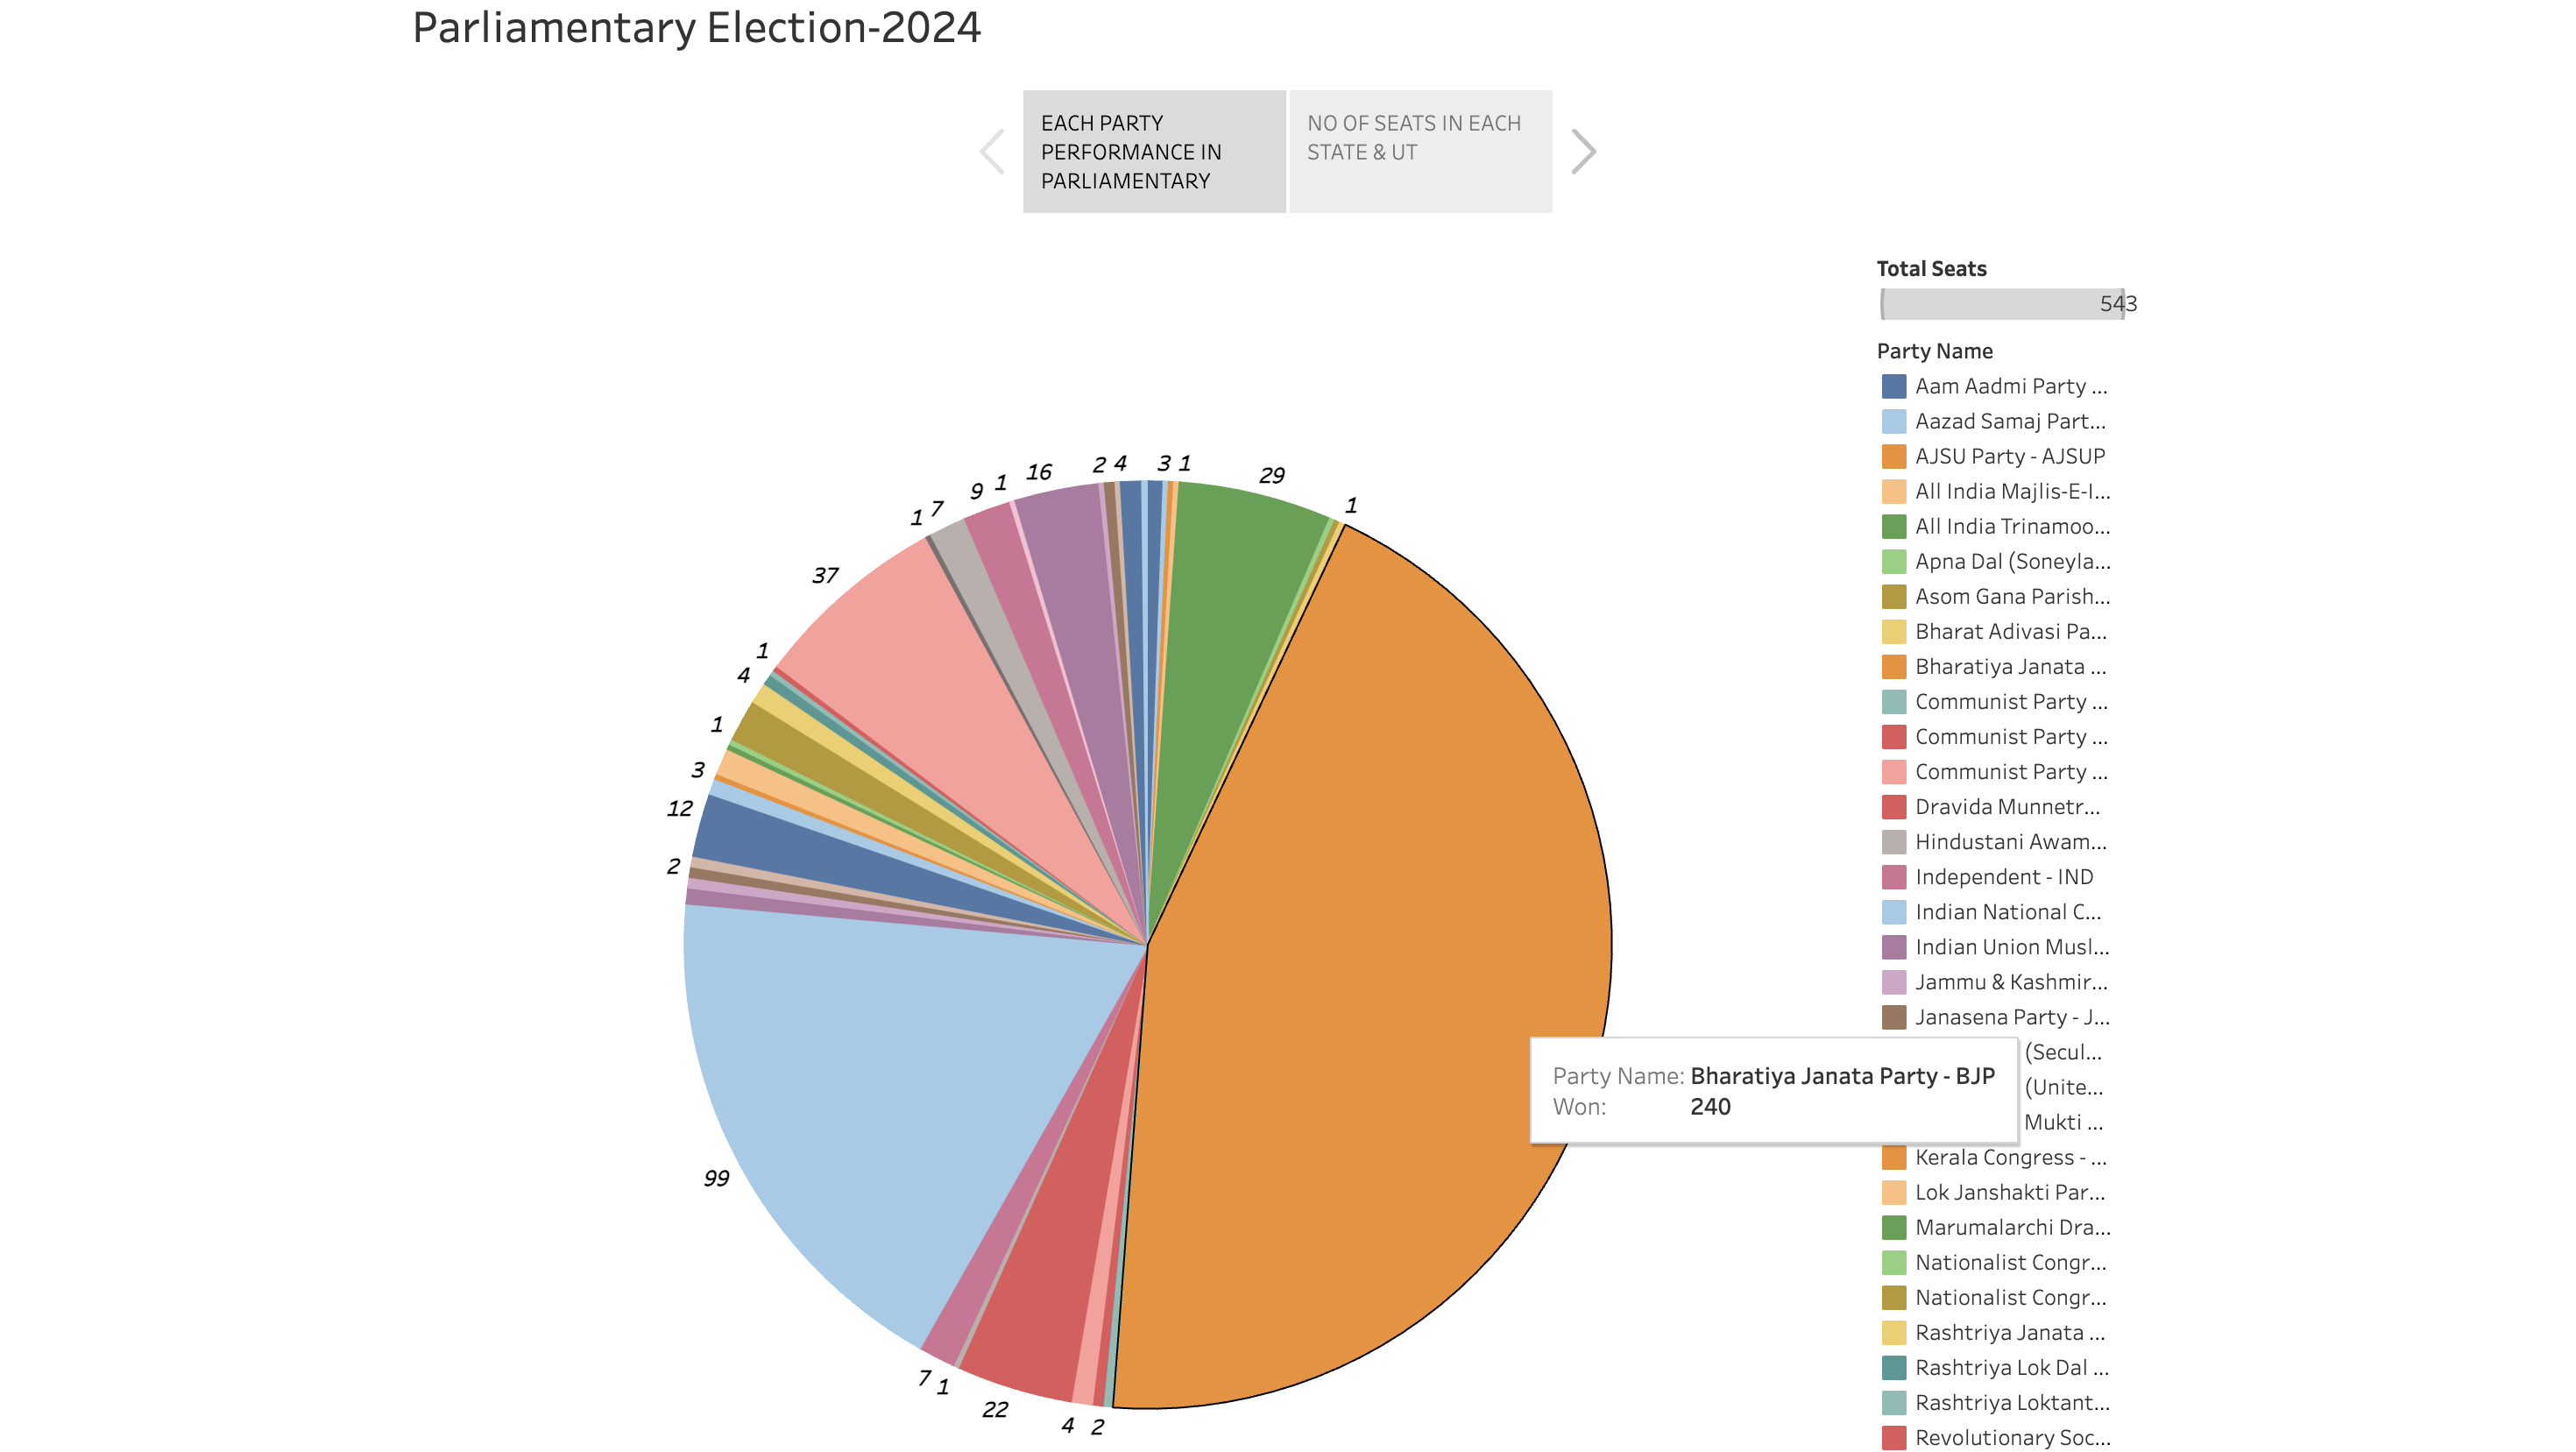 Parliamentary Election-2024
EACH PARTY
PERFORMANCE IN
PARLIAMENTARY
NO OF SEATS IN EACH
STATE & UT
Total Seats
543
Party Name
Aam Aadmi Party ...
Aazad Samaj Part...
AJSU Party - AJSUP
All India Majlis-E-I...
All India Trinamoo...
Apna Dal (Soneyla...
Asom Gana Parish...
Bharat Adivasi Pa...
Bharatiya Janata ...
Communist Party ...
Communist Party ...
Communist Party ...
Dravida Munnetr...
Hindustani Awam...
Independent - IND
Indian National C...
Indian Union Musl...
Jammu & Kashmir...
Janasena Party - J...
(Secul...
(Unite...
Mukti ...
Kerala Congress - ...
Lok Janshakti Par...
Marumalarchi Dra...
Nationalist Congr...
Nationalist Congr...
Rashtriya Janata ...
Rashtriya Lok Dal ...
Rashtriya Loktant...
Revolutionary Soc...
Party Name: Bharatiya Janata Party - BJP
Won: 240
3
1
29
1
2
4
22
1
7
99
2
12
3
1
4
1
37
1
7
9
1
16
2
4